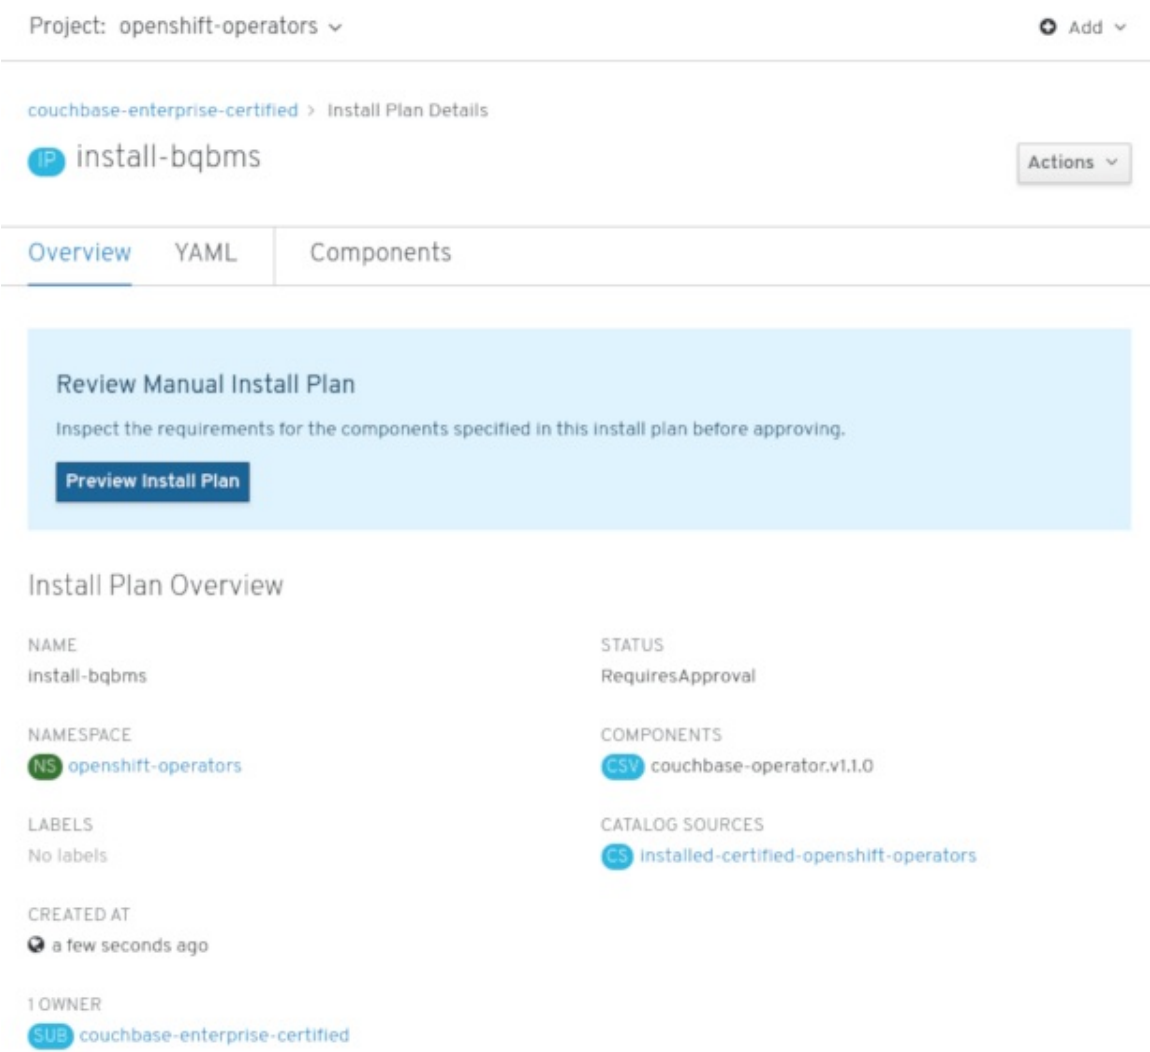 Project: openshift-operators
Add
couchbase-enterprise-certified > Install Plan Details
IP install-bqbms
Actions
Overview YAML Components
Review Manual Install Plan
Inspect the requirements for the components specified in this install plan before approving.
Preview Install Plan
Install Plan Overview
NAME
install-bqbms
STATUS
RequiresApproval
NAMESPACE
NS openshift-operators
COMPONENTS
CSV couchbase-operator.v1.1.0
LABELS
No labels
CATALOG SOURCES
CS installed-certified-openshift-operators
CREATED AT
a few seconds ago
1 OWNER
SUB couchbase-enterprise-certified